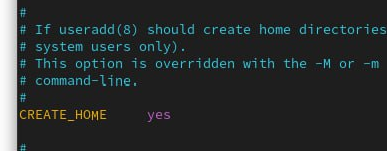 #
# If useradd(8) should create home directories
# system users only).
# This option is overridden with the -M or -m
# command-line.
#
CREATE_HOME yes
#